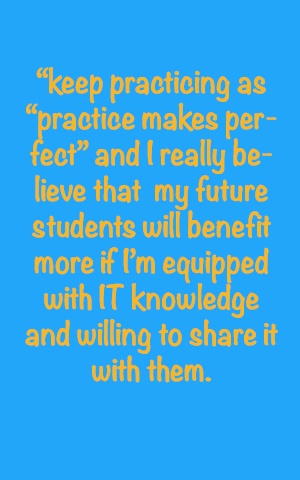 “keep practicing as
“practice makes per-
fect” and I really be-
lieve that  my future
students will benefit
more if I’m equipped
with IT knowledge
and willing to share it
with them.